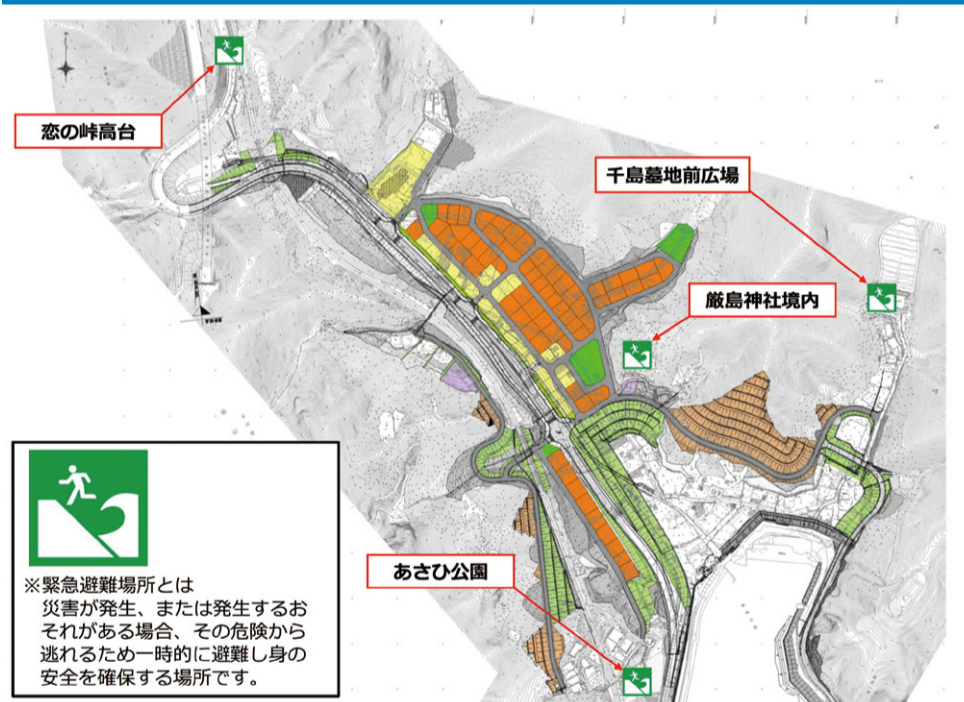 恋の峠高台
千島墓地前広場
厳島神社境内
あさひ公園
※緊急避難場所とは
災害が発生、または発生するお
それがある場合、その危険から
逃れるため一時的に避難し身の
安全を確保する場所です。